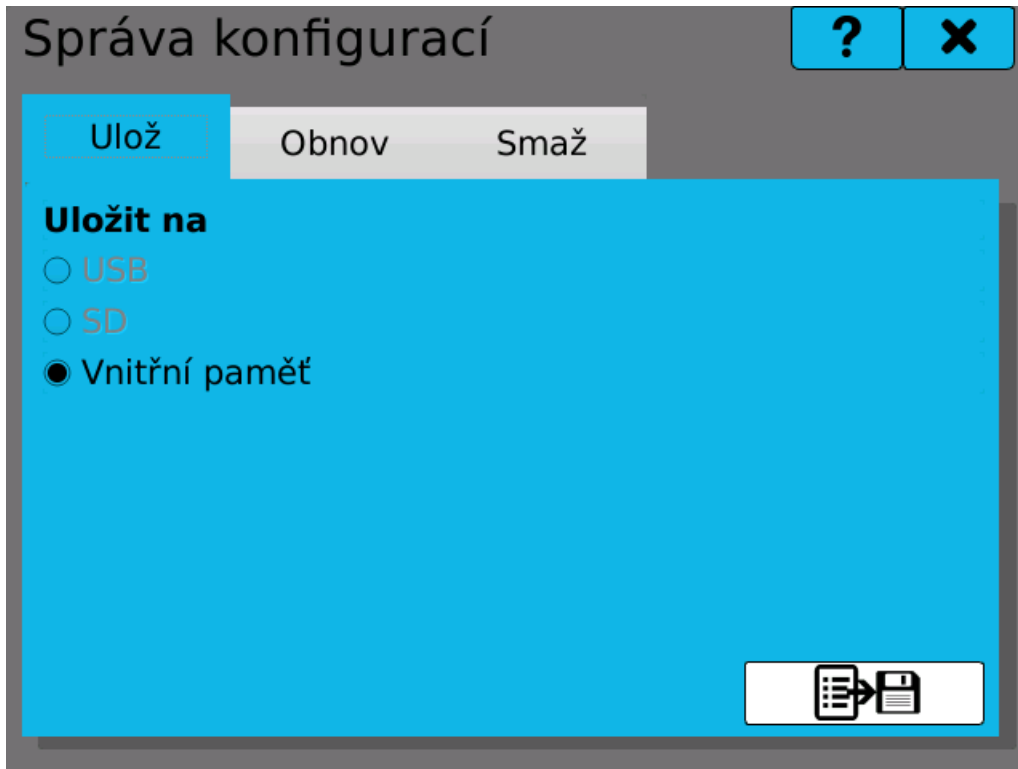 Správa konfigurací
?
Ulož
Obnov
Smaž
Uložit na
USB
SD
Vnitřní paměť